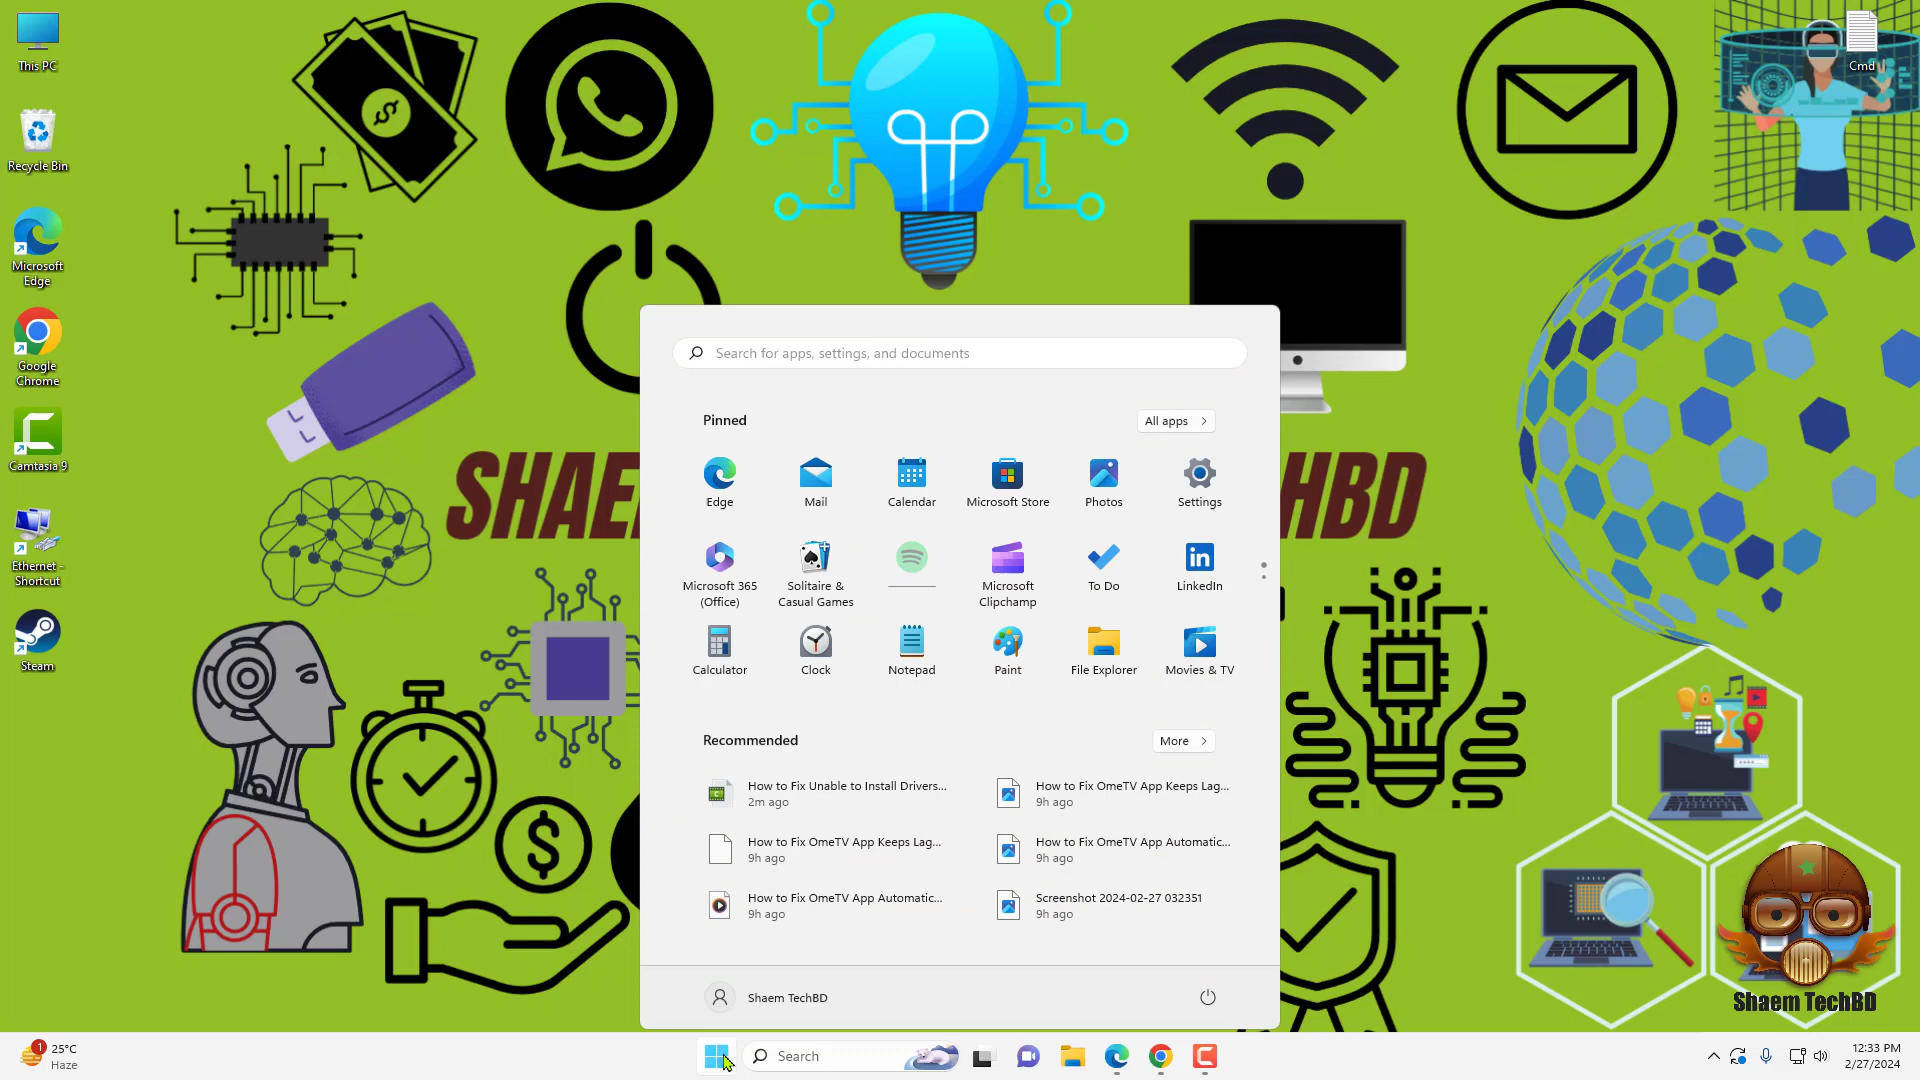 This PC
Recycle Bin
Microsoft
Edge
Google
Chrome
Camtasia 9
Ethernet -
Shortcut
Steam
Cmd
SHAE
HBD
Search for apps, settings, and documents
Pinned
All apps
Edge
Mail
Calendar
Microsoft Store
Photos
Settings
Microsoft 365
(Office)
Solitaire &
Casual Games
Microsoft
Clipchamp
To Do
LinkedIn
Calculator
Clock
Notepad
Paint
File Explorer
Movies & TV
Recommended
More
How to Fix Unable to Install Drivers...
2m ago
How to Fix OmeTV App Keeps Lag...
9h ago
How to Fix OmeTV App Keeps Lag...
9h ago
How to Fix OmeTV App Automatic...
9h ago
How to Fix OmeTV App Automatic...
9h ago
Screenshot 2024-02-27 032351
9h ago
Shaem TechBD
Shaem TechBD
1
25°C
Haze
Search
12:33 PM
2/27/2024